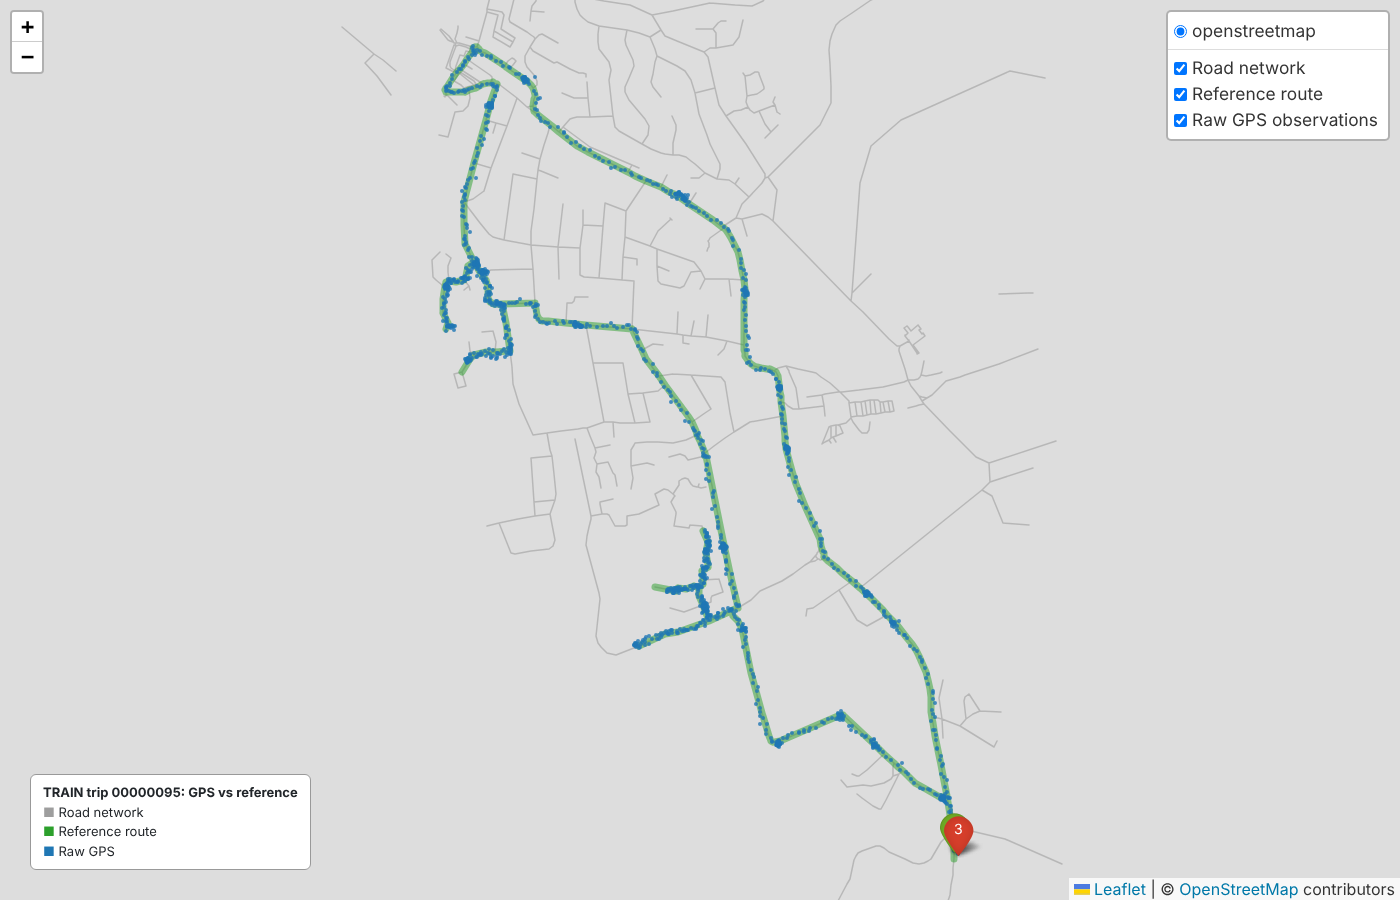 +
−
openstreetmap
Road network
Reference route
Raw GPS observations
3
TRAIN trip 00000095: GPS vs reference
Road network
Reference route
Raw GPS
Leaflet | © OpenStreetMap contributors